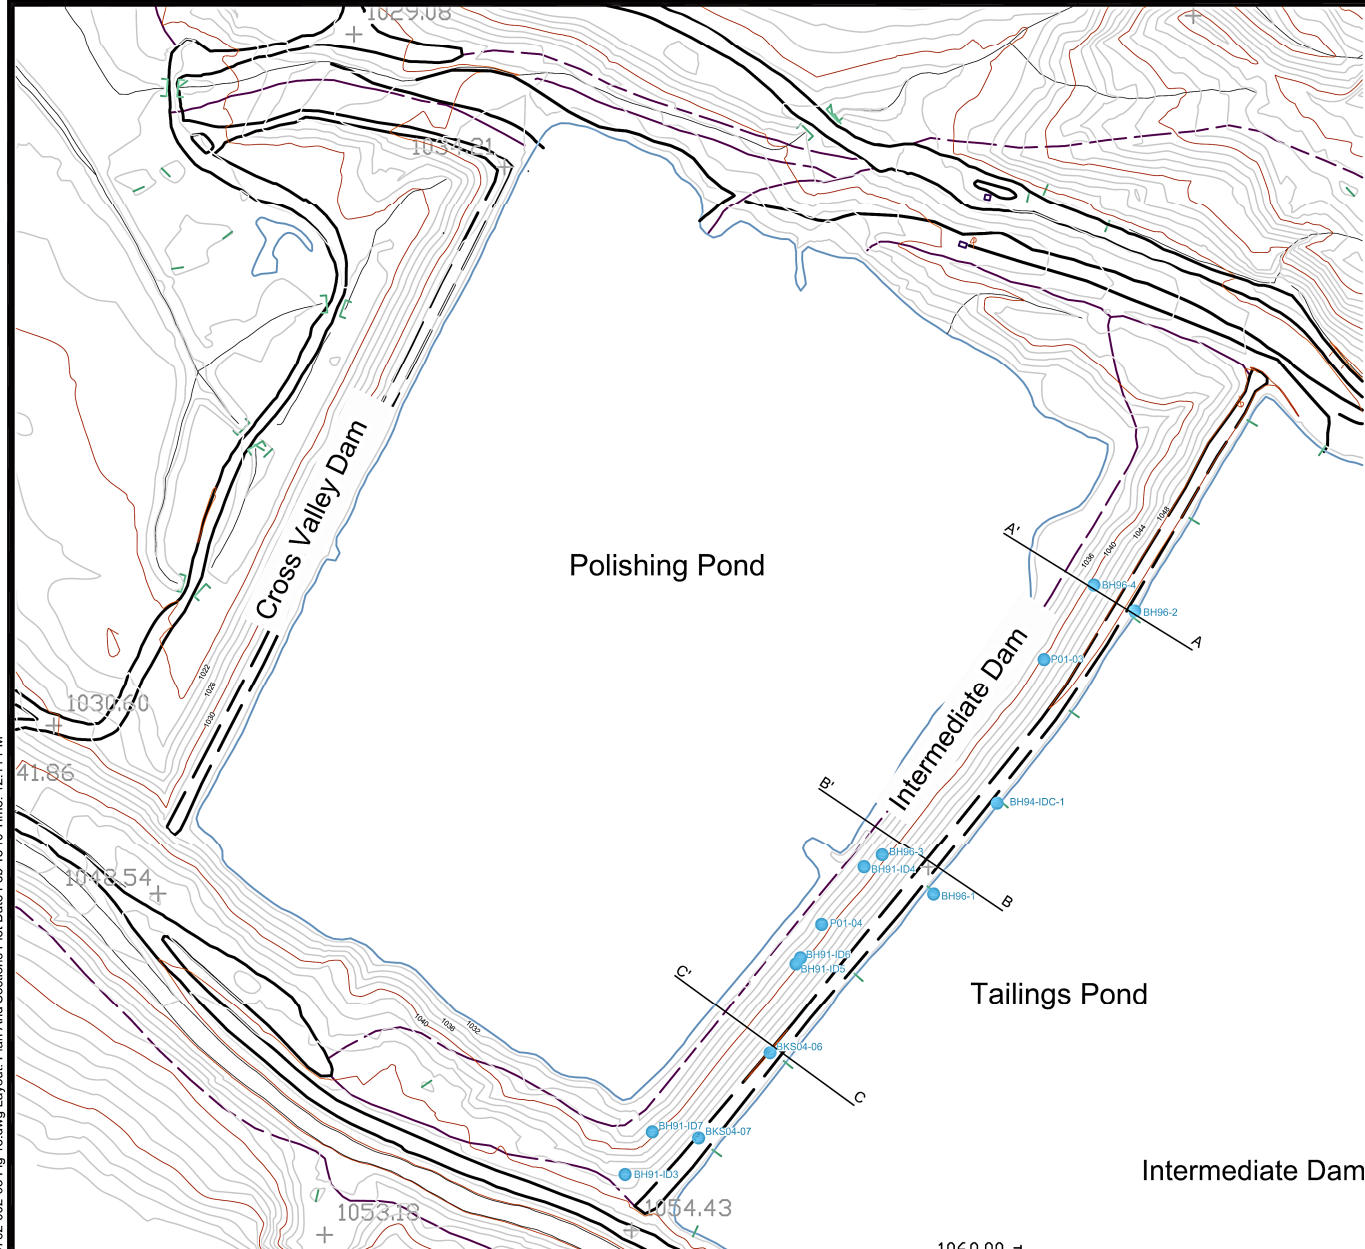 1029.08
1034.21
Cross Valley Dam
Polishing Pond
1048
1044
1040
1036
A'
BH96-4
BH96-2
A
P01-03
Intermediate Dam
1022
1026
1030
1030.60
41.86
B'
BH94-IDC-1
BH96-3
BH91-ID4
BH96-1
B
1048.54
P01-04
BH91-ID6
BH91-ID5
C'
Tailings Pond
1040
1036
1032
BKS04-06
C
BH91-ID7
BKS04-07
BH91-ID3
Intermediate Dam
1054.43
1053.18